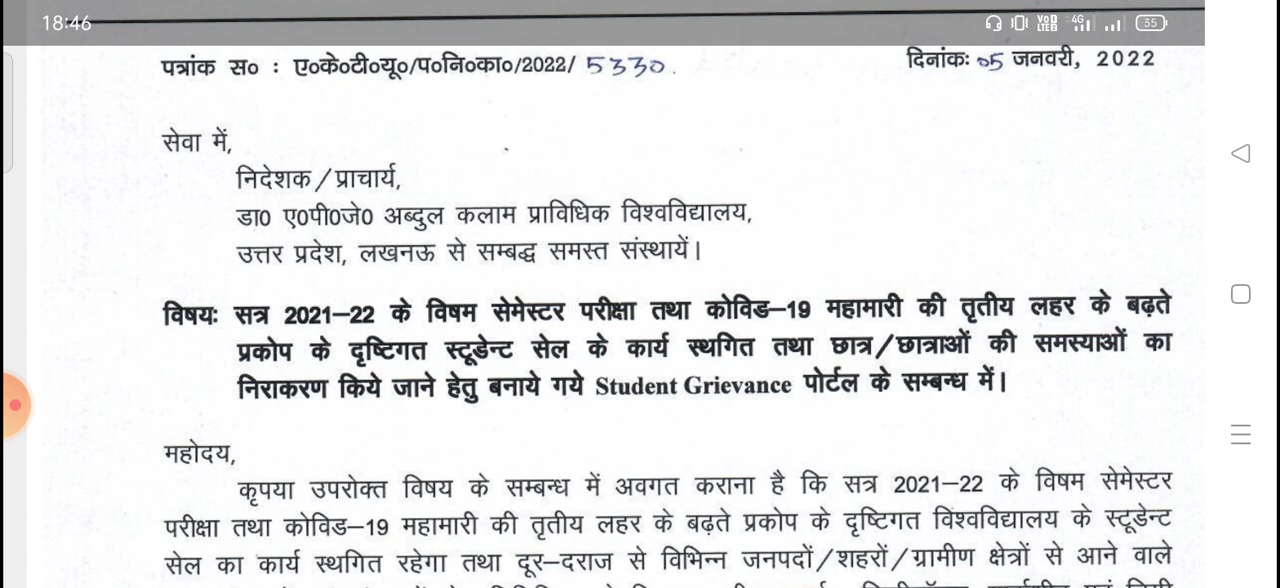 18:46 VoD LTE2 4G 35
पत्रांक स० : ए०के०टी०यू०/प०नि०का०/2022/ 5330. दिनांकः 05 जनवरी, 2022
सेवा में,
निदेशक/प्राचार्य,
डा० ए०पी०जे० अब्दुल कलाम प्राविधिक विश्वविद्यालय,
उत्तर प्रदेश, लखनऊ से सम्बद्ध समस्त संस्थायें।
विषयः सत्र 2021–22 के विषम सेमेस्टर परीक्षा तथा कोविड–19 महामारी की तृतीय लहर के बढ़ते
प्रकोप के दृष्टिगत स्टूडेन्ट सेल के कार्य स्थगित तथा छात्र/छात्राओं की समस्याओं का
निराकरण किये जाने हेतु बनाये गये Student Grievance पोर्टल के सम्बन्ध में।
महोदय,
कृपया उपरोक्त विषय के सम्बन्ध में अवगत कराना है कि सत्र 2021–22 के विषम सेमेस्टर
परीक्षा तथा कोविड–19 महामारी की तृतीय लहर के बढ़ते प्रकोप के दृष्टिगत विश्वविद्यालय के स्टूडेन्ट
सेल का कार्य स्थगित रहेगा तथा दूर–दराज से विभिन्न जनपदों/शहरों/ग्रामीण क्षेत्रों से आने वाले